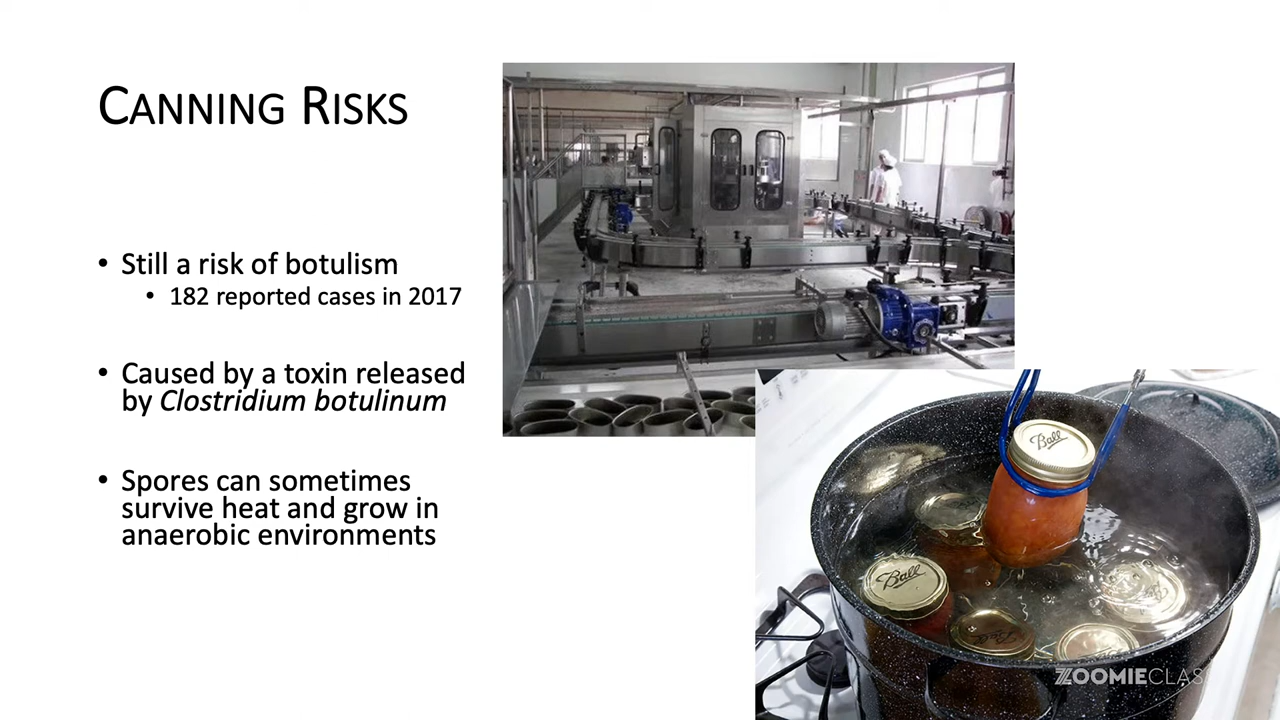 CANNING RISKS
• Still a risk of botulism
• 182 reported cases in 2017
• Caused by a toxin released
by Clostridium botulinum
• Spores can sometimes
survive heat and grow in
anaerobic environments
Ball
Ball
ZOOMIECLAS